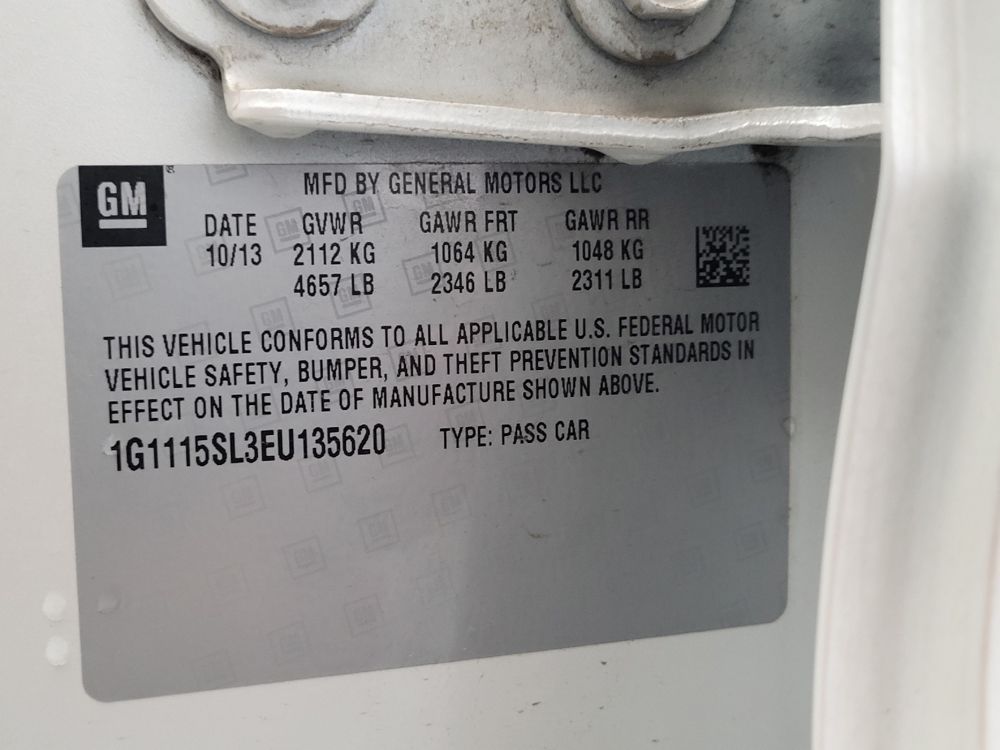 GM
MFD BY GENERAL MOTORS LLC
DATE GVWR GAWR FRT GAWR RR
10/13 2112 KG 1064 KG 1048 KG
4657 LB 2346 LB 2311 LB
THIS VEHICLE CONFORMS TO ALL APPLICABLE U.S. FEDERAL MOTOR
VEHICLE SAFETY, BUMPER, AND THEFT PREVENTION STANDARDS IN
EFFECT ON THE DATE OF MANUFACTURE SHOWN ABOVE.
1G1115SL3EU135620 TYPE: PASS CAR